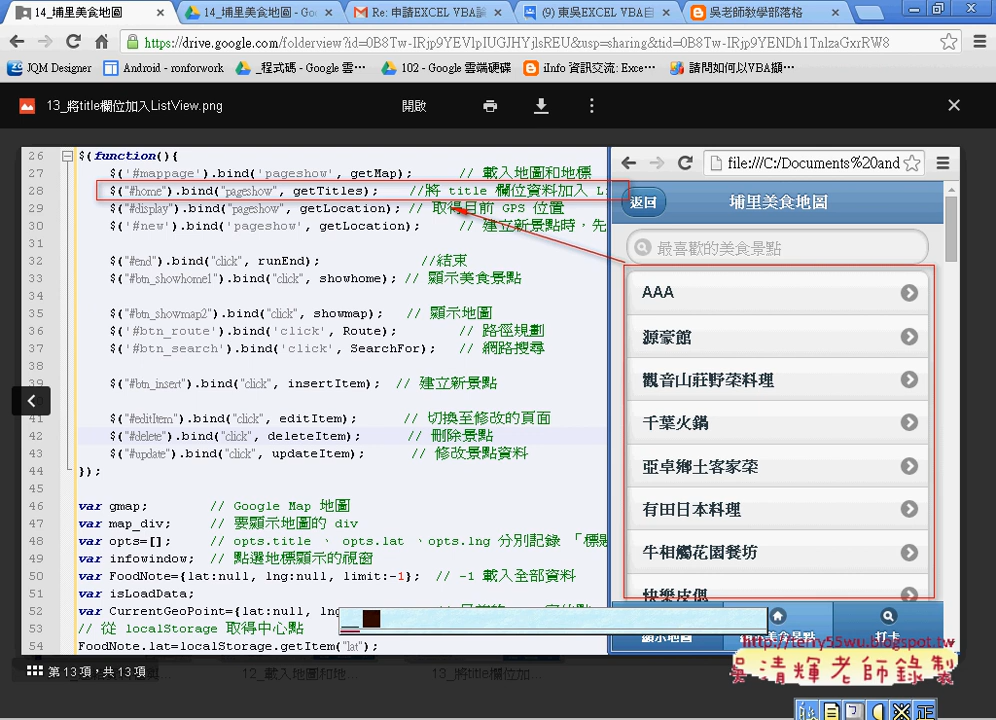 14_埔里美食地圖
14_埔里美食地圖 - Go
Re: 申請EXCEL VBA
(9) 東吳EXCEL VBA自
吳老師教學部落格
https://drive.google.com/folderview?id=0B8Tw-IRjp9YEVlpIUGJHYjlsREU&usp=sharing&tid=0B8Tw-IRjp9YENDh1TnlzaGxrRW8
JQM Designer
Android - ronforwork
_程式碼 - Google 雲…
102 - Google 雲端硬碟
iInfo 資訊交流: Exce…
請問如何以VBA擷…
13_將title欄位加入ListView.png
開啟
26 $(function(){
27 $('#mappage').bind('pageshow', getMap); // 載入地圖和地標
28 $("#home").bind("pageshow", getTitles); //將 title 欄位資料加入 Li
29 $("#display").bind("pageshow", getLocation); // 取得目前 GPS 位置
30 $('#new').bind('pageshow', getLocation); // 建立新景點時，先
31
32 $("#end").bind("click", runEnd); //結束
33 $("#btn_showhome1").bind("click", showhome); // 顯示美食景點
34
35 $("#btn_showmap2").bind("click", showmap); // 顯示地圖
36 $('#btn_route').bind('click', Route); // 路徑規劃
37 $('#btn_search').bind('click', SearchFor); // 網路搜尋
38
39 $("#btn_insert").bind("click", insertItem); // 建立新景點
41 $("#editItem").bind("click", editItem); // 切換至修改的頁面
42 $("#delete").bind("click", deleteItem); // 刪除景點
43 $("#update").bind("click", updateItem); // 修改景點資料
44 });
45
46 var gmap; // Google Map 地圖
47 var map_div; // 要顯示地圖的 div
48 var opts=[]; // opts.title 、 opts.lat 、opts.lng 分別記錄 「標題
49 var infowindow; // 點選地標顯示的視窗
50 var FoodNote={lat:null, lng:null, limit:-1}; // -1 載入全部資料
51 var isLoadData;
52 var CurrentGeoPoint={lat:null, lng
53 // 從 localStorage 取得中心點
54 FoodNote.lat=localStorage.getItem("lat");
file:///C:/Documents%20and
返回
埔里美食地圖
最喜歡的美食景點
AAA
源豪館
觀音山莊野菜料理
千葉火鍋
亞卓鄉土客家菜
有田日本料理
牛相觸花園餐坊
快樂皮偲
打卡
第 13 項，共 13 項
12_載入地圖和地...
13_將title欄位加...
http://terry55wu.blogspot.tw
吳清輝老師錄製
正